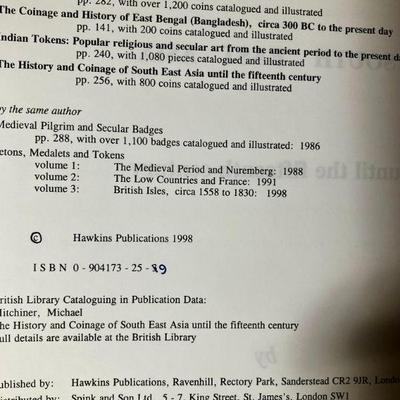 pp. 282, with over 1,200 coins catalogued and illustrated
The Coinage and History of East Bengal (Bangladesh), circa 300 BC to the present day
pp. 141, with 200 coins catalogued and illustrated
Indian Tokens: Popular religious and secular art from the ancient period to the present d
pp. 240, with 1,080 pieces catalogued and illustrated
The History and Coinage of South East Asia until the fifteenth century
pp. 256, with 800 coins catalogued and illustrated
by the same author
Medieval Pilgrim and Secular Badges
pp. 288, with over 1,100 badges catalogued and illustrated: 1986
etons, Medalets and Tokens
volume 1: The Medieval Period and Nuremberg: 1988
volume 2: The Low Countries and France: 1991
volume 3: British Isles, circa 1558 to 1830: 1998
© Hawkins Publications 1998
ISBN 0 - 904173 - 25 - 
ritish Library Cataloguing in Publication Data:
itchiner, Michael
he History and Coinage of South East Asia until the fifteenth century
ull details are available at the British Library
ublished by: Hawkins Publications, Ravenhill, Rectory Park, Sanderstead CR2 9JR, Londo
istributed by: Spink and Son Ltd, 5 - 7, King Street, St. James's, London SW1